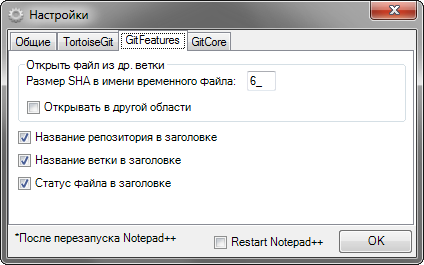 Настройки
Общие TortoiseGit GitFeatures GitCore
Открыть файл из др. ветки
Размер SHA в имени временного файла: 6_
Открывать в другой области
Название репозитория в заголовке
Название ветки в заголовке
Статус файла в заголовке
*После перезапуска Notepad++ Restart Notepad++ OK